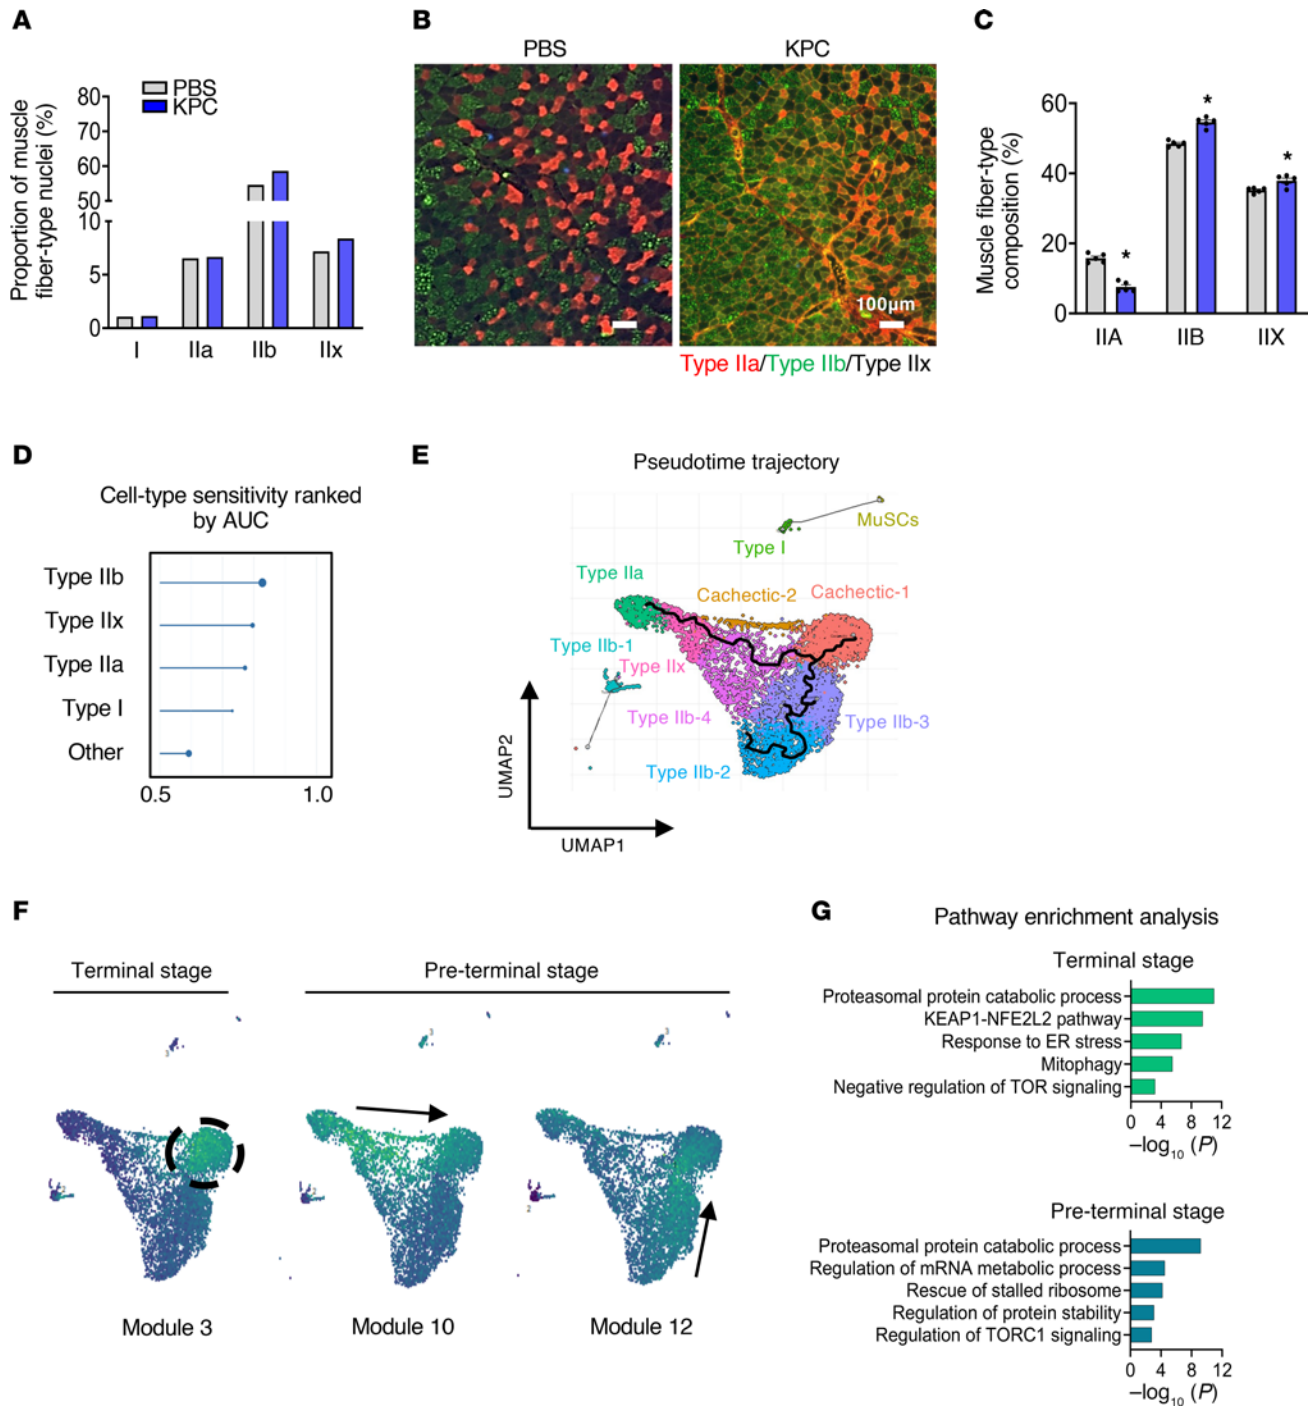 A
Proportion of muscle
fiber-type nuclei (%)
PBS
KPC
80
70
60
50
10
5
0
I IIa IIb IIx
B
PBS KPC
100μm
Type IIa/Type IIb/Type IIx
C
Muscle fiber-type
composition (%)
60
40
20
0
* * *
IIA IIB IIX
D
Cell-type sensitivity ranked
by AUC
Type IIb
Type IIx
Type IIa
Type I
Other
0.5 1.0
E
Pseudotime trajectory
MuSCs
Type I
Type IIa
Cachectic-2
Cachectic-1
Type IIb-1
Type IIx
Type IIb-4
Type IIb-3
Type IIb-2
UMAP2
UMAP1
F
Terminal stage
Pre-terminal stage
3 3 3
2 2 2
Module 3
Module 10
Module 12
G
Pathway enrichment analysis
Terminal stage
Proteasomal protein catabolic process
KEAP1-NFE2L2 pathway
Response to ER stress
Mitophagy
Negative regulation of TOR signaling
0 4 8 12
–log10 (P)
Pre-terminal stage
Proteasomal protein catabolic process
Regulation of mRNA metabolic process
Rescue of stalled ribosome
Regulation of protein stability
Regulation of TORC1 signaling
0 4 8 12
–log10 (P)